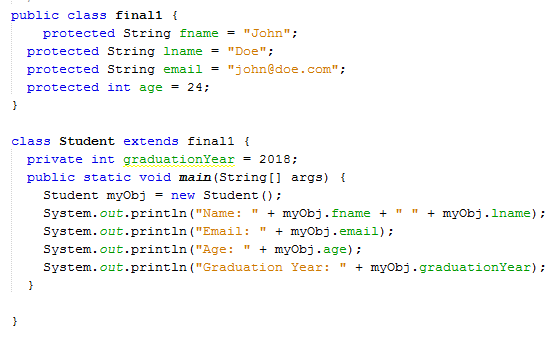 public class final1 {
protected String fname = "John";
protected String lname = "Doe";
protected String email = "john@doe.com";
protected int age = 24;
}
class Student extends final1 {
private int graduationYear = 2018;
public static void main(String[] args) {
Student myObj = new Student();
System.out.println("Name: " + myObj.fname + " " + myObj.lname);
System.out.println("Email: " + myObj.email);
System.out.println("Age: " + myObj.age);
System.out.println("Graduation Year: " + myObj.graduationYear);
}
}